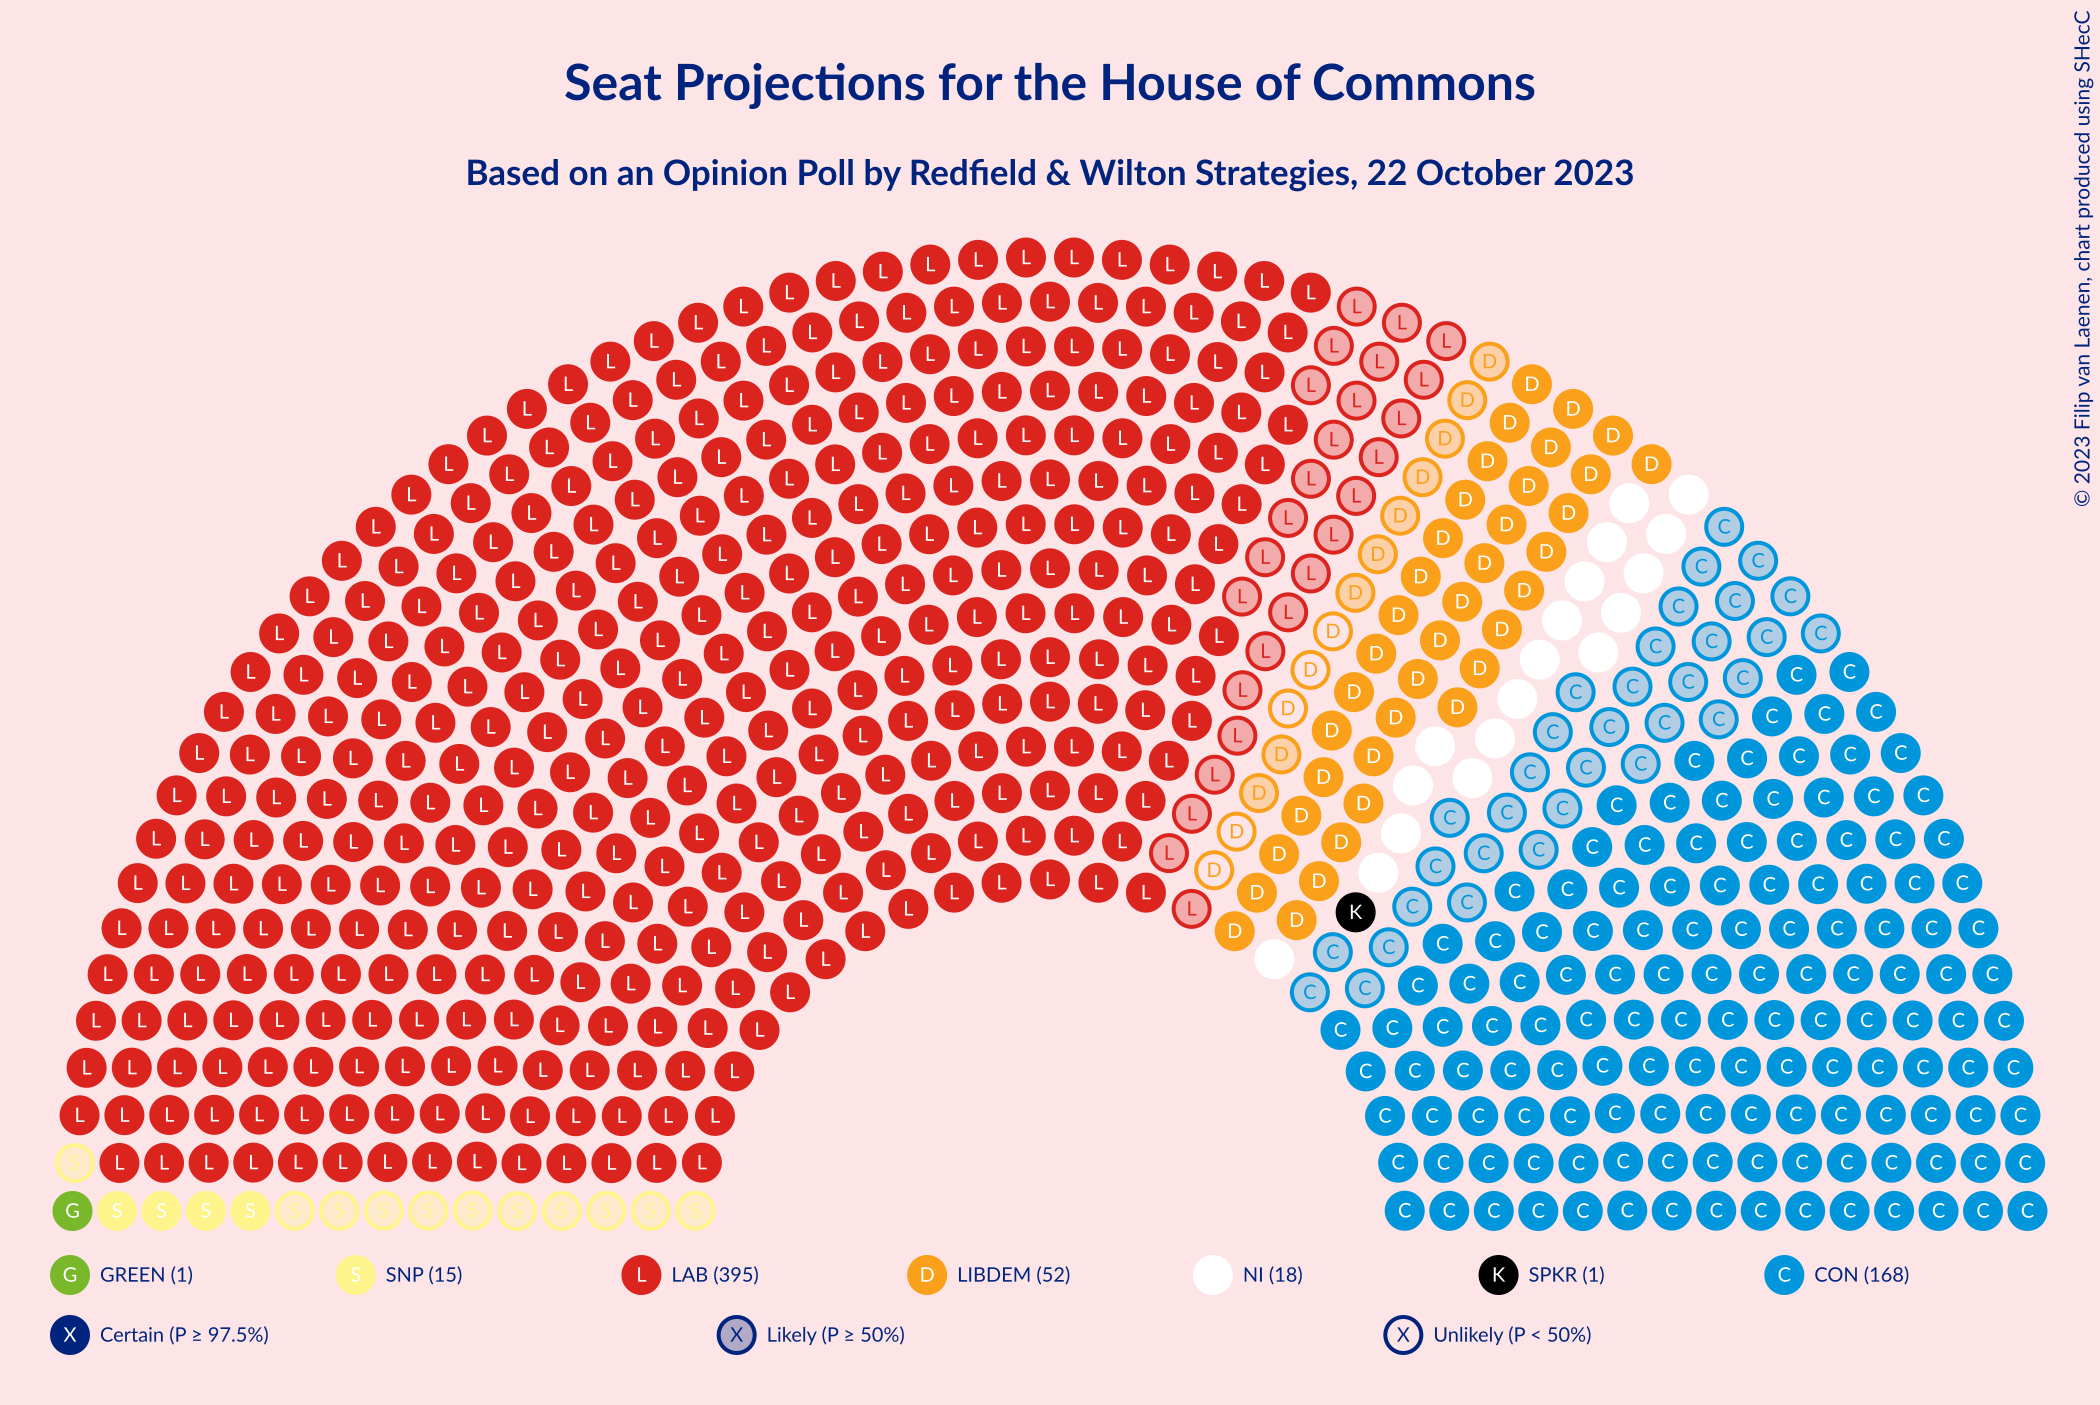 Seat Projections for the House of Commons
Based on an Opinion Poll by Redfield & Wilton Strategies, 22 October 2023
© 2023 Filip van Laenen, chart produced using SHecC
G GREEN (1) S SNP (15) L LAB (395) D LIBDEM (52) NI (18) K SPKR (1) C CON (168)
X Certain (P ≥ 97.5%) X Likely (P ≥ 50%) X Unlikely (P < 50%)